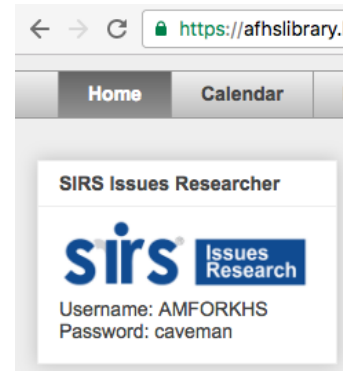 https://afhslibrary.
Home Calendar
SIRS Issues Researcher
sirs Issues
Research
Username: AMFORKHS
Password: caveman